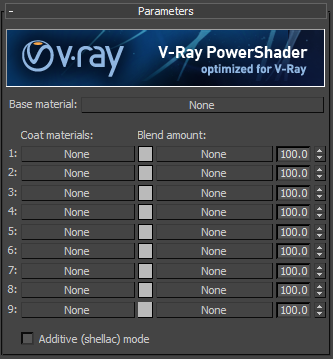 - Parameters
v·ray V-Ray PowerShader
optimized for V-Ray
Base material: None
Coat materials: Blend amount:
1: None None 100.0
2: None None 100.0
3: None None 100.0
4: None None 100.0
5: None None 100.0
6: None None 100.0
7: None None 100.0
8: None None 100.0
9: None None 100.0
Additive (shellac) mode